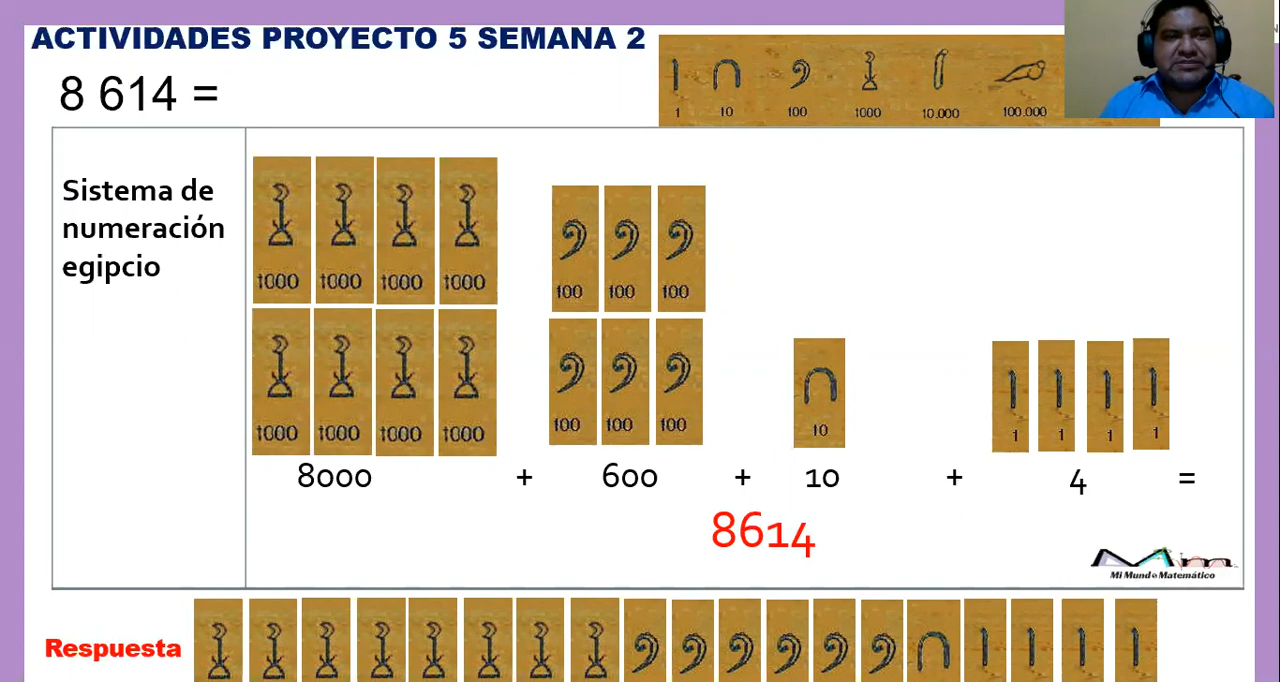 ACTIVIDADES PROYECTO 5 SEMANA 2
8 614 =
1 10 100 1000 10.000 100.000
Sistema de
numeración
egipcio
1000 1000 1000 1000
100 100 100
1000 1000 1000 1000
100 100 100
10
1 1 1 1
8000 + 600 + 10 + 4 =
8614
Mi Mundo Matemático
Respuesta